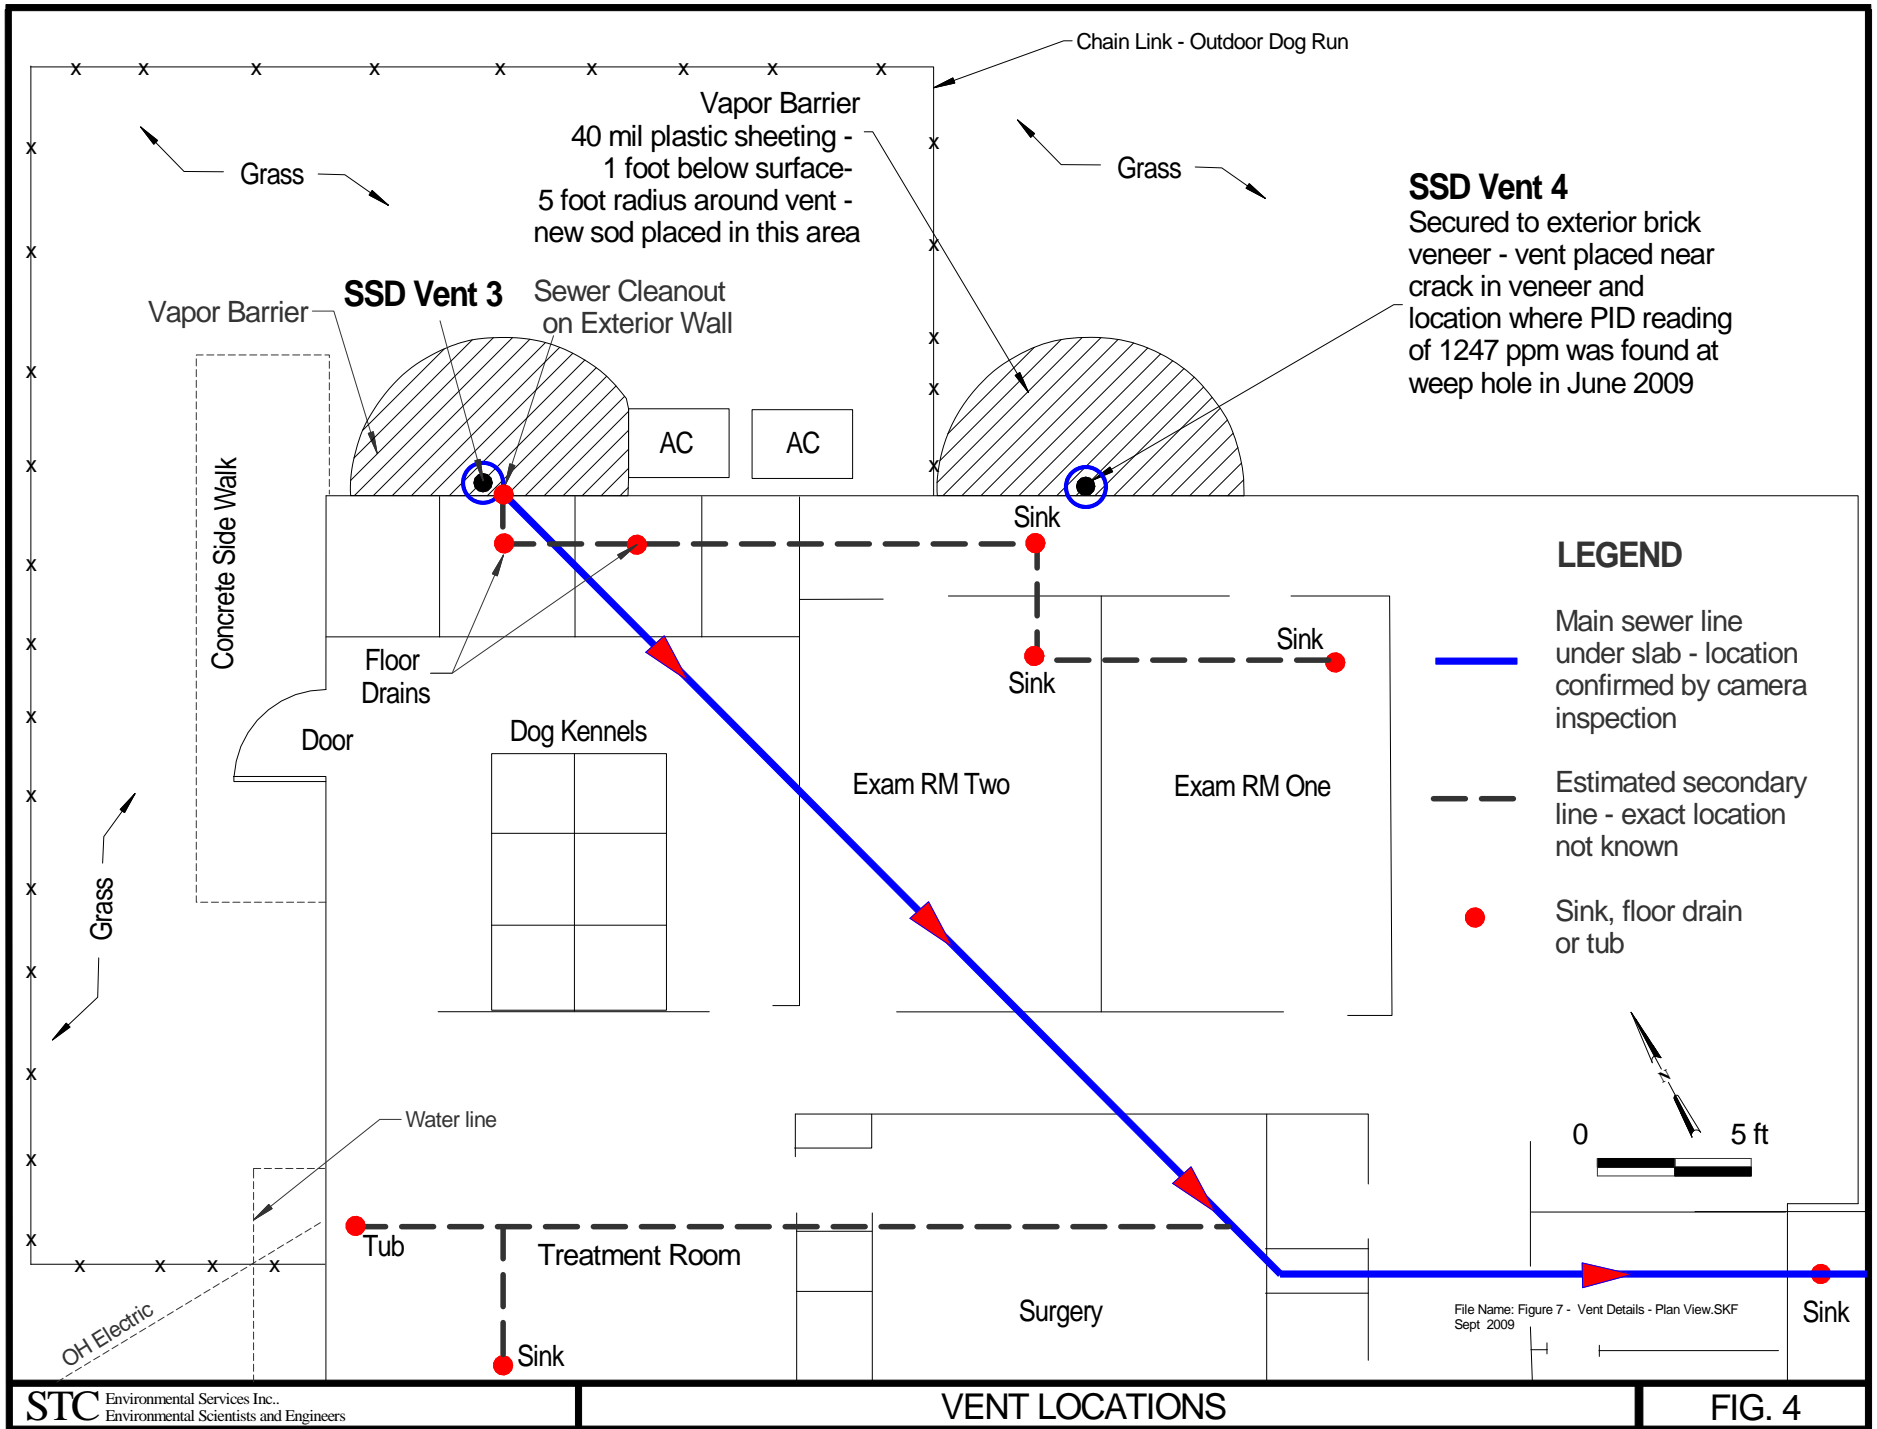 Chain Link - Outdoor Dog Run
Vapor Barrier
40 mil plastic sheeting -
1 foot below surface-
5 foot radius around vent -
new sod placed in this area
Grass
Grass
SSD Vent 4
Secured to exterior brick
veneer - vent placed near
crack in veneer and
location where PID reading
of 1247 ppm was found at
weep hole in June 2009
SSD Vent 3
Sewer Cleanout
on Exterior Wall
Vapor Barrier
AC
AC
Concrete Side Walk
Sink
Floor
Drains
Sink
Sink
Door
Dog Kennels
Exam RM Two
Exam RM One
LEGEND
Main sewer line
under slab - location
confirmed by camera
inspection
Estimated secondary
line - exact location
not known
Sink, floor drain
or tub
Grass
N
0
5 ft
Water line
Tub
Treatment Room
OH Electric
Sink
Surgery
File Name: Figure 7 - Vent Details - Plan View.SKF
Sept 2009
Sink
STC
Environmental Services Inc..
Environmental Scientists and Engineers
VENT LOCATIONS
FIG. 4
x x x x x x x x x
x x x x x x x x x x x x x x
x x x x x x
x x x x